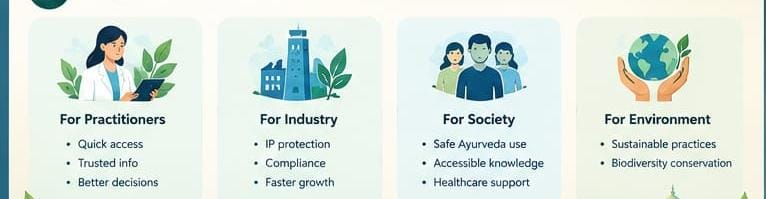 For Practitioners
• Quick access
• Trusted info
• Better decisions
For Industry
• IP protection
• Compliance
• Faster growth
For Society
• Safe Ayurveda use
• Accessible knowledge
• Healthcare support
For Environment
• Sustainable practices
• Biodiversity conservation